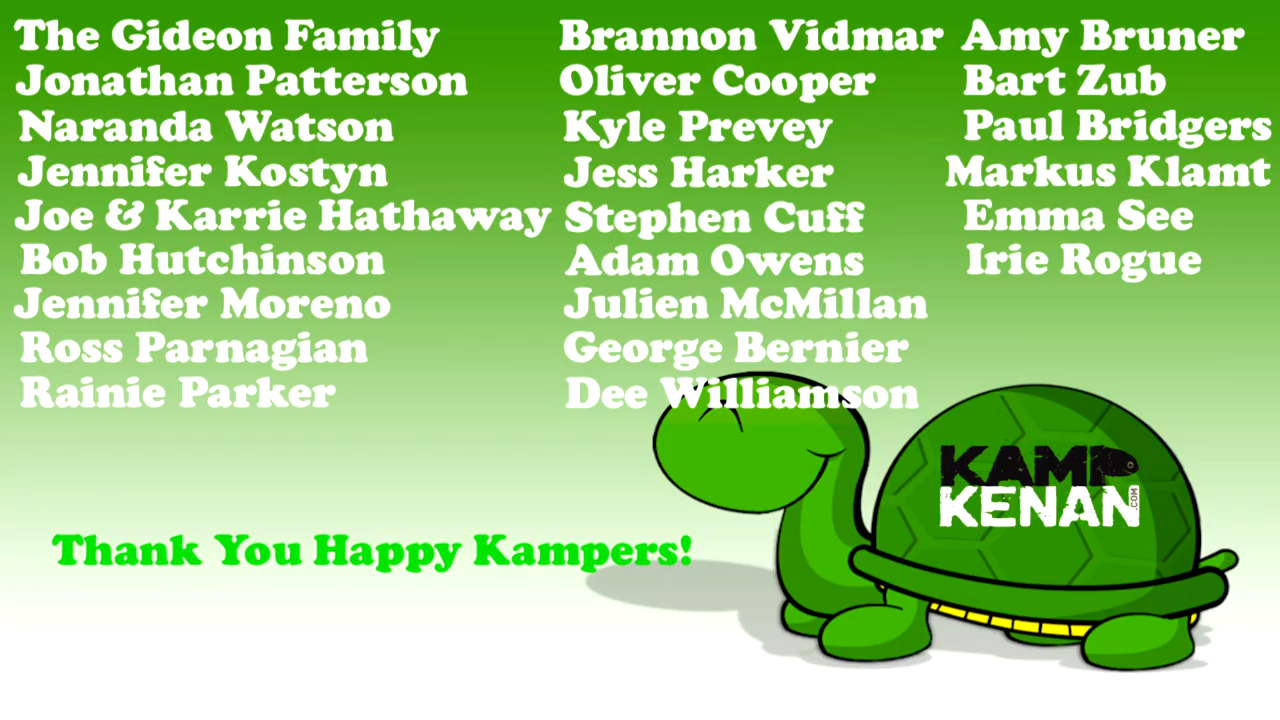 The Gideon Family
Jonathan Patterson
Naranda Watson
Jennifer Kostyn
Joe & Karrie Hathaway
Bob Hutchinson
Jennifer Moreno
Ross Parnagian
Rainie Parker
Brannon Vidmar
Oliver Cooper
Kyle Prevey
Jess Harker
Stephen Cuff
Adam Owens
Julien McMillan
George Bernier
Dee Williamson
Amy Bruner
Bart Zub
Paul Bridgers
Markus Klamt
Emma See
Irie Rogue
KAMP
KENAN
.COM
Thank You Happy Kampers!